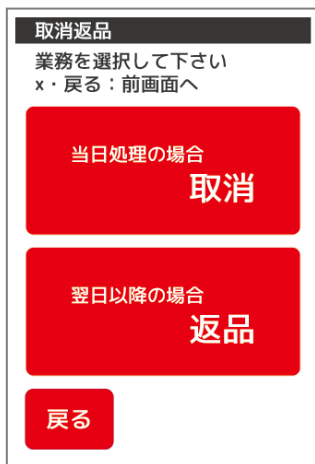 取消返品
業務を選択して下さい
x・戻る：前画面へ
当日処理の場合
取消
翌日以降の場合
返品
戻る